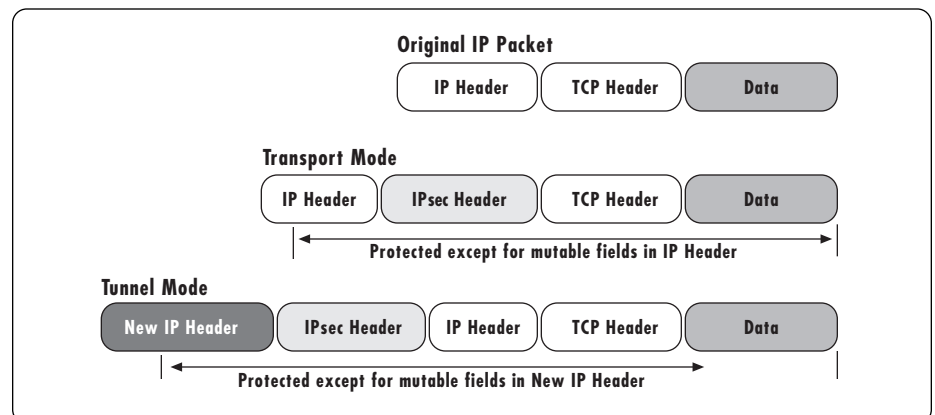 Original IP Packet
IP Header TCP Header Data
Transport Mode
IP Header IPsec Header TCP Header Data
Protected except for mutable fields in IP Header
Tunnel Mode
New IP Header IPsec Header IP Header TCP Header Data
Protected except for mutable fields in New IP Header